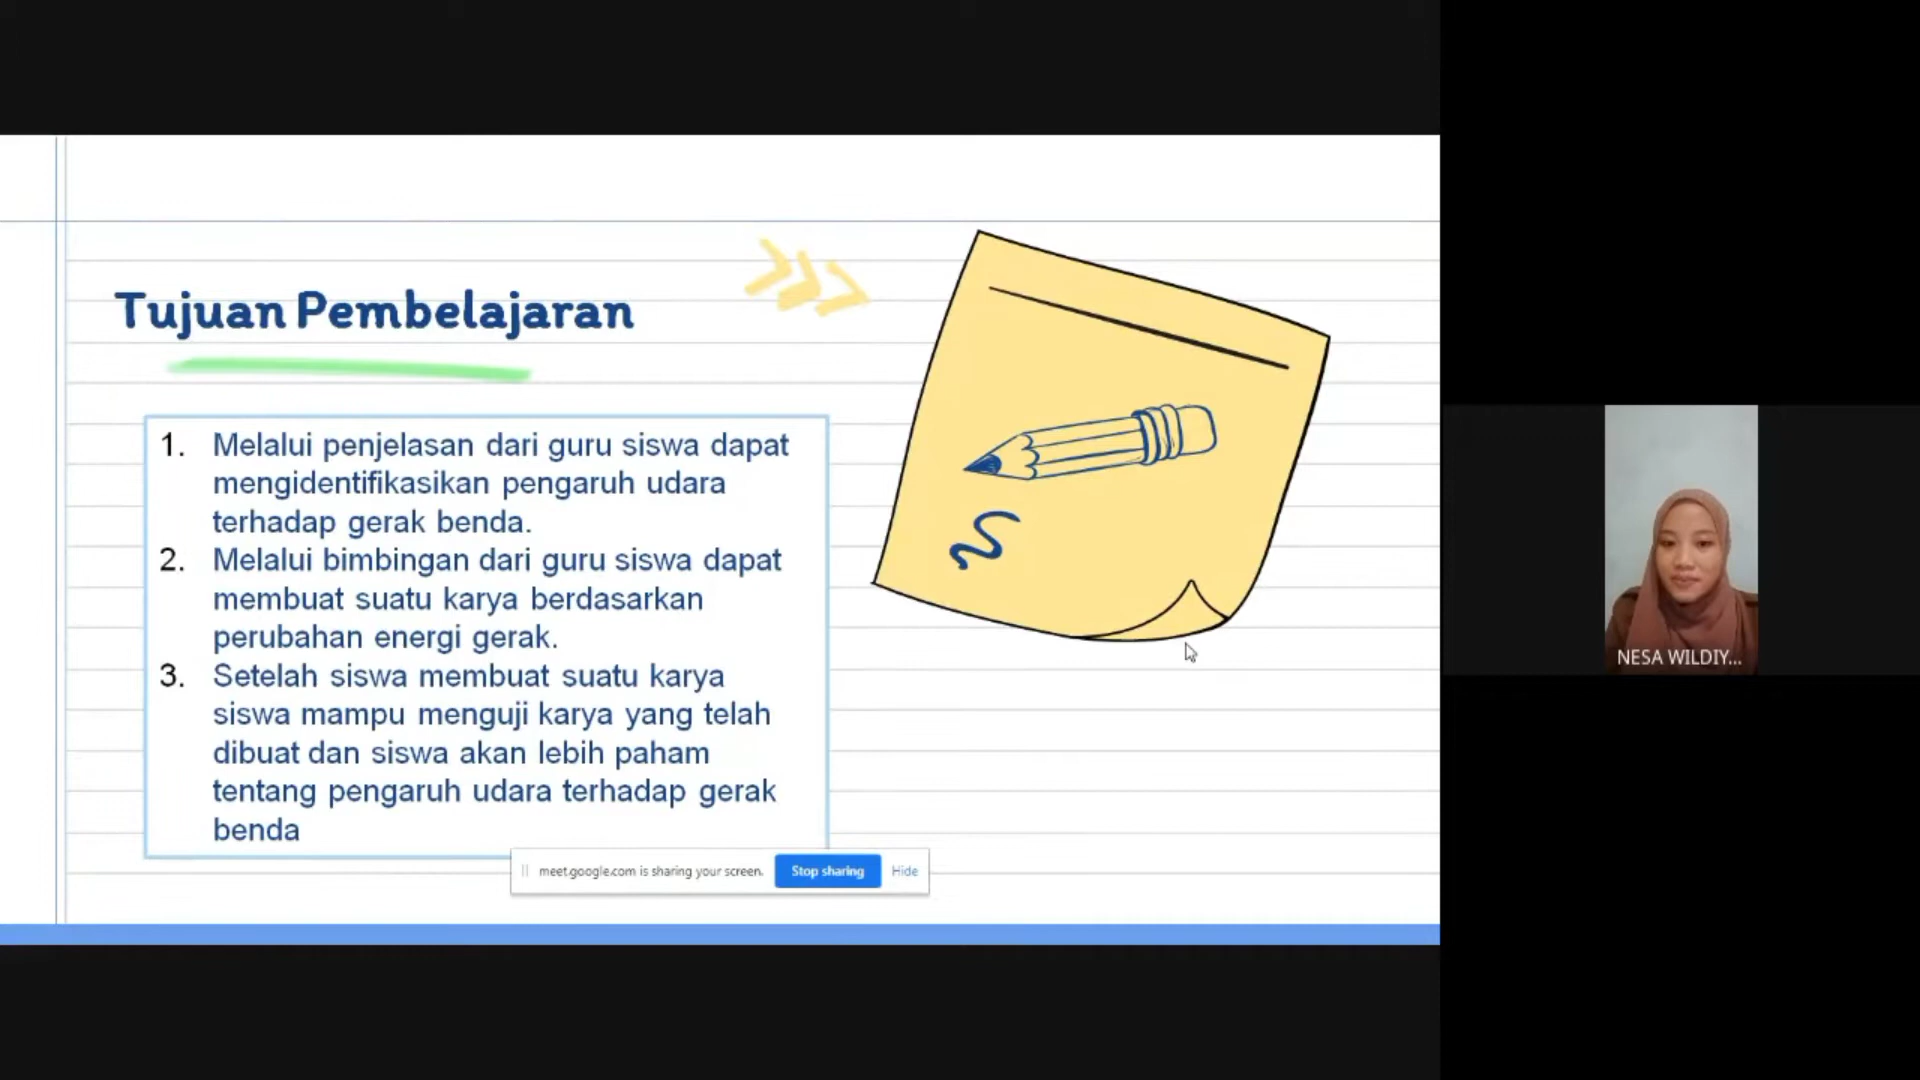 Tujuan Pembelajaran
1. Melalui penjelasan dari guru siswa dapat
mengidentifikasikan pengaruh udara
terhadap gerak benda.
2. Melalui bimbingan dari guru siswa dapat
membuat suatu karya berdasarkan
perubahan energi gerak.
3. Setelah siswa membuat suatu karya
siswa mampu menguji karya yang telah
dibuat dan siswa akan lebih paham
tentang pengaruh udara terhadap gerak
benda
meet.google.com is sharing your screen. Stop sharing Hide
NESA WILDIY...